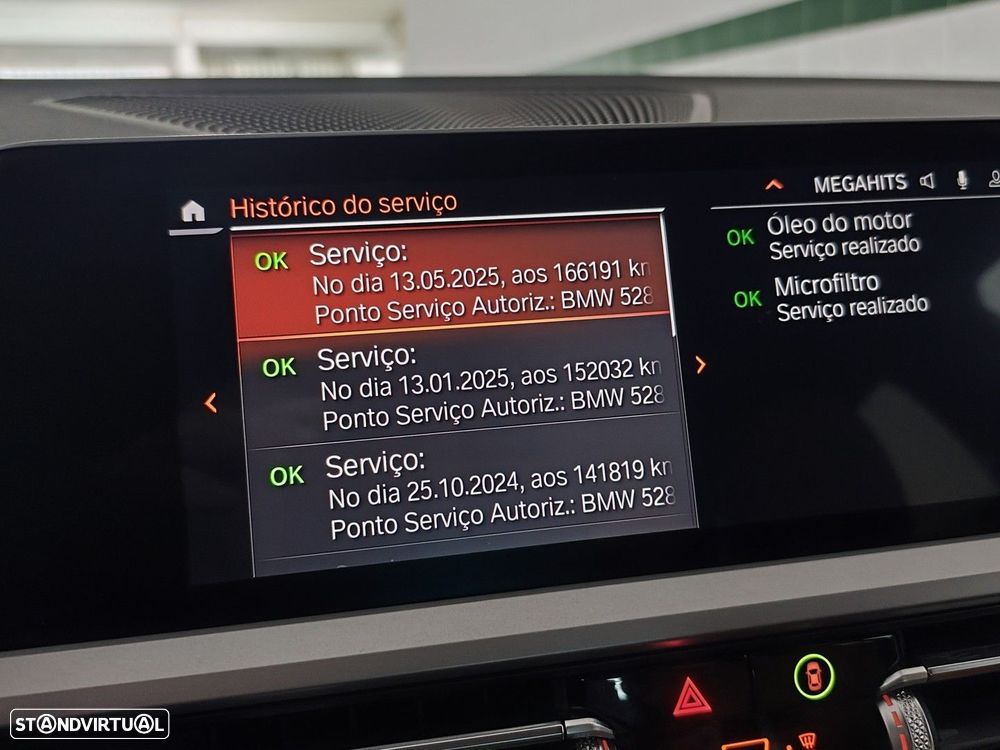 Histórico do serviço
OK Serviço:
No dia 13.05.2025, aos 166191 km
Ponto Serviço Autoriz.: BMW 528
OK Serviço:
No dia 13.01.2025, aos 152032 km
Ponto Serviço Autoriz.: BMW 528
OK Serviço:
No dia 25.10.2024, aos 141819 km
Ponto Serviço Autoriz.: BMW 528
MEGAHITS
OK Óleo do motor
Serviço realizado
OK Microfiltro
Serviço realizado
STANDVIRTUAL